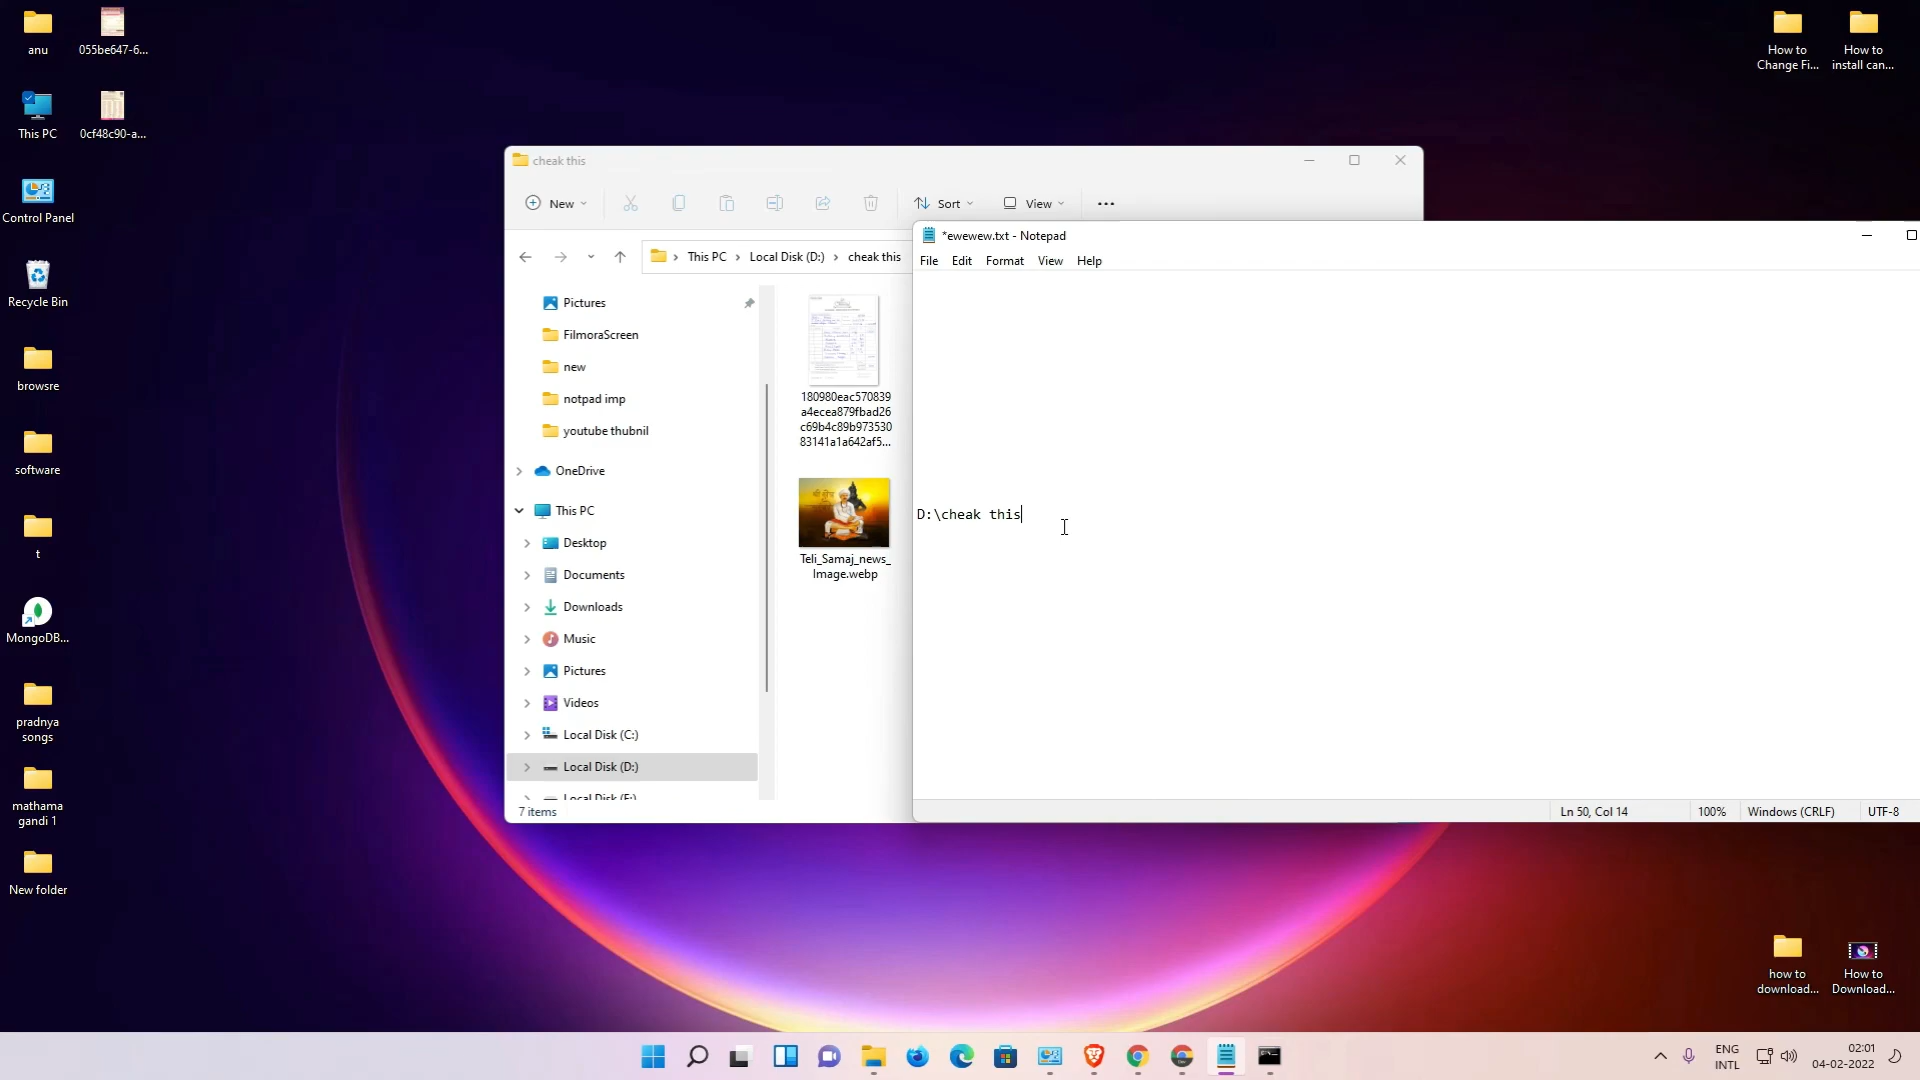 anu
055be647-6...
This PC
0cf48c90-a...
Control Panel
Recycle Bin
browsre
software
t
MongoDB...
pradnya
songs
mathama
gandi 1
New folder
How to
Change Fi...
How to
install can...
how to
download...
How to
Download...
cheak this
New
Sort
View
This PC
Local Disk (D:)
cheak this
Pictures
FilmoraScreen
new
notpad imp
youtube thubnil
OneDrive
This PC
Desktop
Documents
Downloads
Music
Pictures
Videos
Local Disk (C:)
Local Disk (D:)
Local Disk (E:)
7 items
180980eac570839
a4ecea879fbad26
c69b4c89b973530
83141a1a642af5...
Teli_Samaj_news_
Image.webp
*ewewew.txt - Notepad
File Edit Format View Help
D:\cheak this
Ln 50, Col 14
100%
Windows (CRLF)
UTF-8
ENG
INTL
02:01
04-02-2022